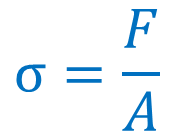 σ = F/A